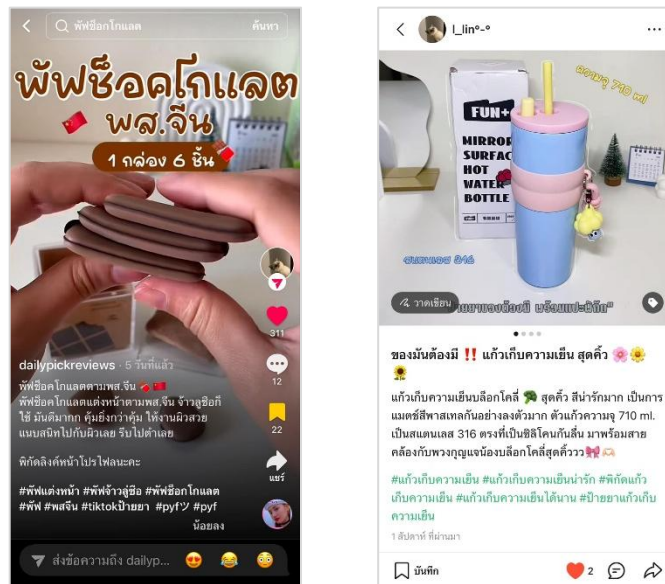 พัฟช็อกโกแลต
ค้นหา
พัฟช็อคโกแลต
พส.จีน
1 กล่อง 6 ชิ้น
311
12
22
แชร์
dailypickreviews · 5 วันที่แล้ว
พัฟช็อคโกแลตตามพส.จีน 🍫🇨🇳
พัฟช็อคโกแลตแต่งหน้าตามพส.จีน จ้าวลู่ซือก็
ใช้ มันดีมากก คุ้มยิ่งกว่าคุ้ม ให้งานผิวสวย
แนบสนิทไปกับผิวเลย รีบไปตำเลย
พิกัดลิงค์หน้าโปรไฟลนะคะ
#พัฟแต่งหน้า #พัฟจ้าวลู่ซือ #พัฟช็อกโกแลต
#พัฟ #พสจีน #tiktokป้ายยา #pyfツ #pyf
น้อยลง
ส่งข้อความถึง dailyp... 😍 😂 😳
l_lin°-°
ความจุ 710 ml
FUN+
MIRROR
SURFAC
HOT
WATER
BOTTLE
สแตนเลส 316
วาดเขียน
ของมันต้องมี ‼️ แก้วเก็บความเย็น สุดคิ้ว 🌸🌼
🌻
แก้วเก็บความเย็นบล็อกโคลี่ 🥦 สุดคิ้ว สีน่ารักมาก เป็นการ
แมตช์สีพาสเทลกันอย่างลงตัวมาก ตัวแก้วความจุ 710 ml.
เป็นสแตนเลส 316 ตรงที่เป็นซิลิโคนกันลื่น มาพร้อมสาย
คล้องกับพวงกุญแจน้องบล็อกโคลี่สุดคิ้ววว🎀🫶🏻
#แก้วเก็บความเย็น #แก้วเก็บความเย็นน่ารัก #พิกัดแก้ว
เก็บความเย็น #แก้วเก็บความเย็นได้นาน #ป้ายยาแก้วเก็บ
ความเย็น
1 สัปดาห์ ที่ผ่านมา
บันทึก
2